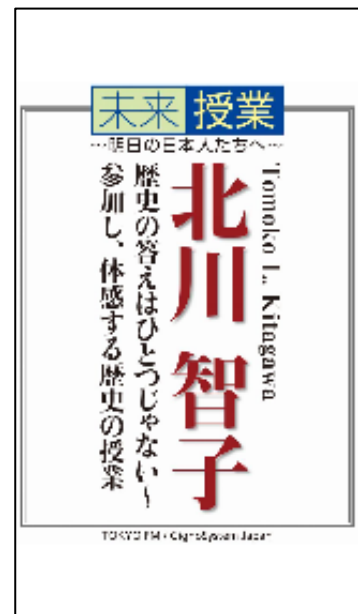 未来授業
…明日の日本人たちへ…
Tomoko L. Kitagawa
北川 智子
歴史の答えはひとつじゃない~
参加し、体感する歴史の授業
TOKYO FM・